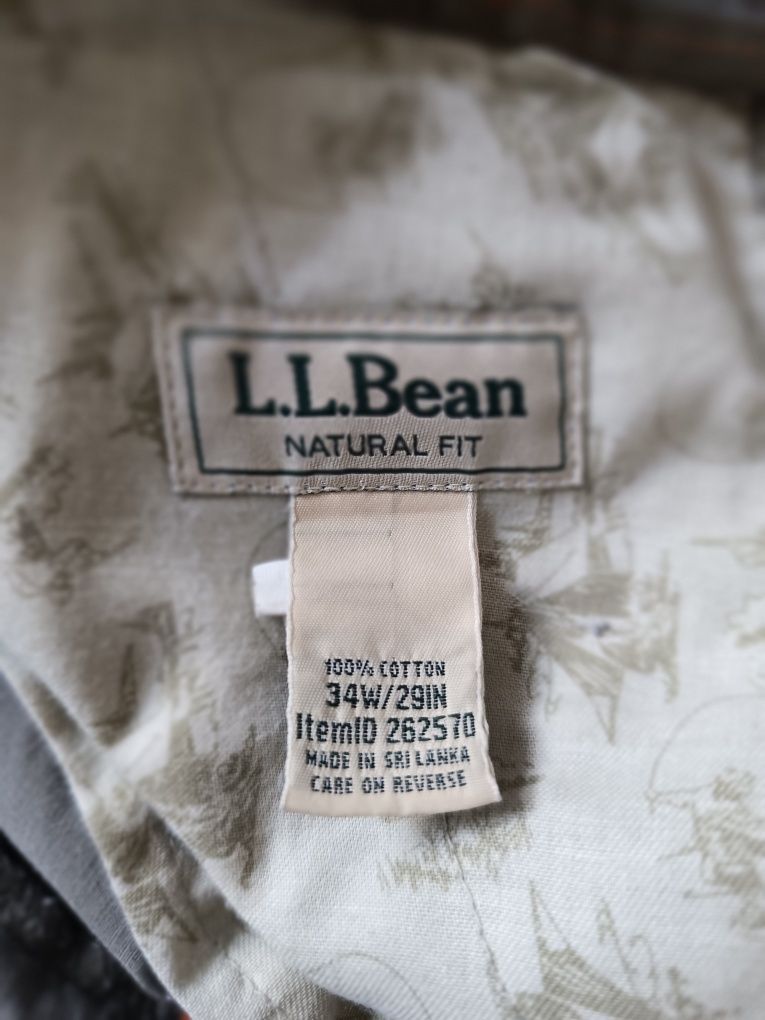 L.L.Bean
NATURAL FIT
100% COTTON
34W/29IN
ItemID 262570
MADE IN SRI LANKA
CARE ON REVERSE